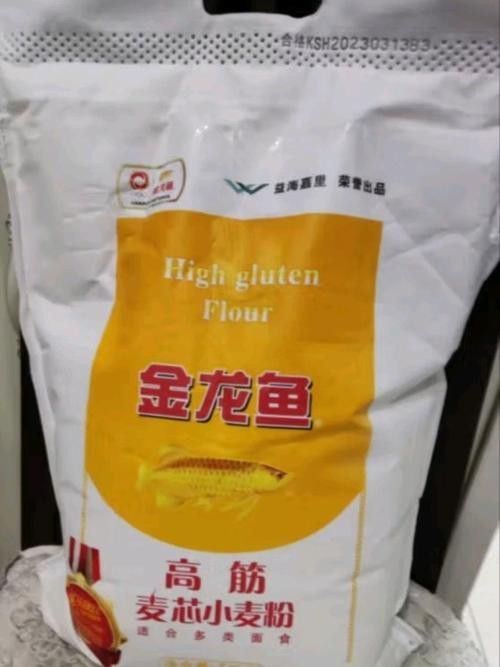 合格KSH2023031383
益海嘉里 荣誉出品
High gluten
Flour
金龙鱼
高筋
麦芯小麦粉
适合多类面食